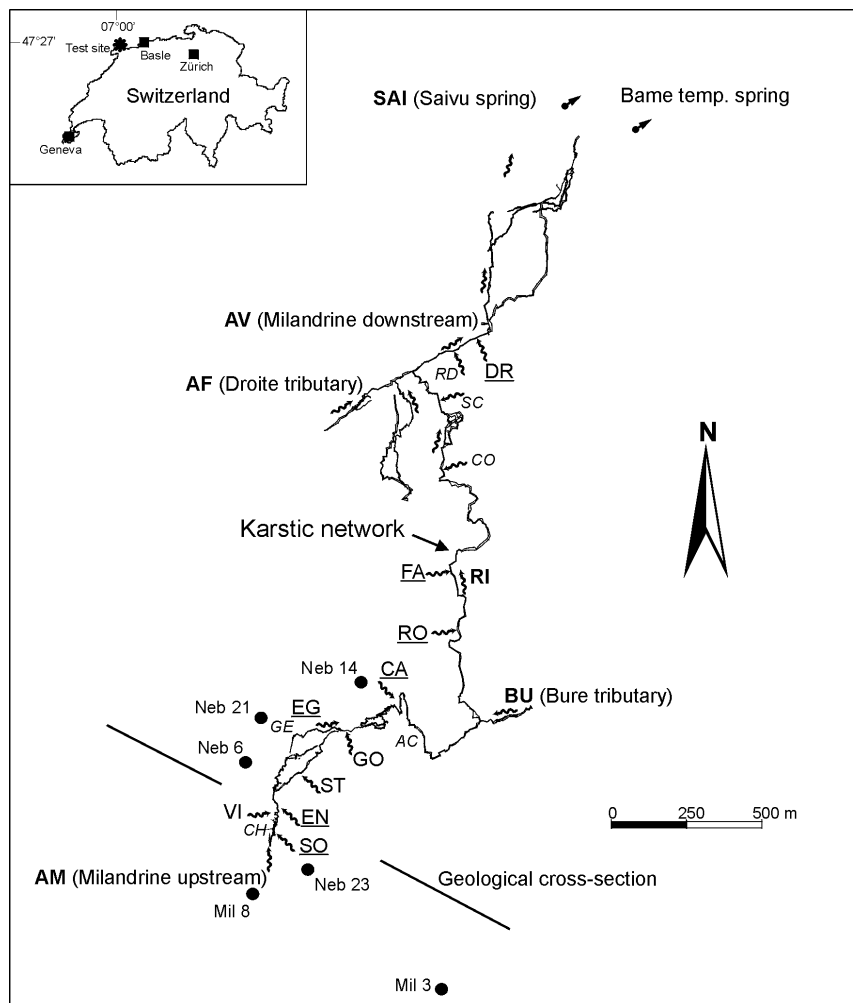 07°00'
47°27'
Test site
Basle
Zürich
Switzerland
Geneva
SAI (Saivu spring)
Bame temp. spring
AV (Milandrine downstream)
RD
DR
AF (Droite tributary)
SC
CO
N
Karstic network
FA
RI
RO
Neb 14
CA
BU (Bure tributary)
Neb 21
EG
GE
AC
Neb 6
GO
ST
VI
EN
CH
SO
0 250 500 m
AM (Milandrine upstream)
Neb 23
Geological cross-section
Mil 8
Mil 3